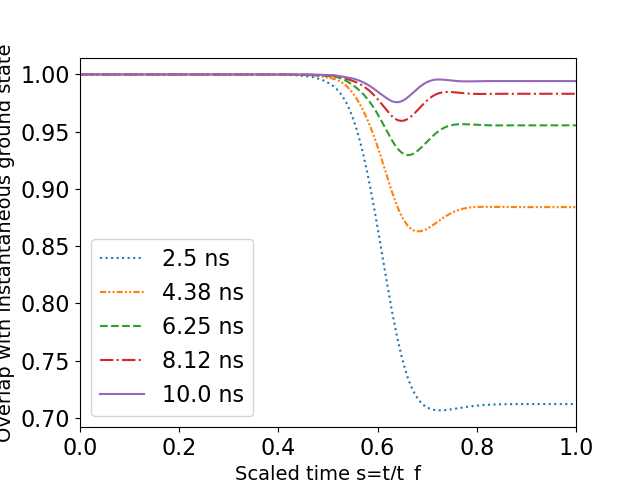 Overlap with instantaneous ground state
1.00
0.95
0.90
0.85
0.80
0.75
0.70
2.5 ns
4.38 ns
6.25 ns
8.12 ns
10.0 ns
0.0 0.2 0.4 0.6 0.8 1.0
Scaled time s=t/t_f